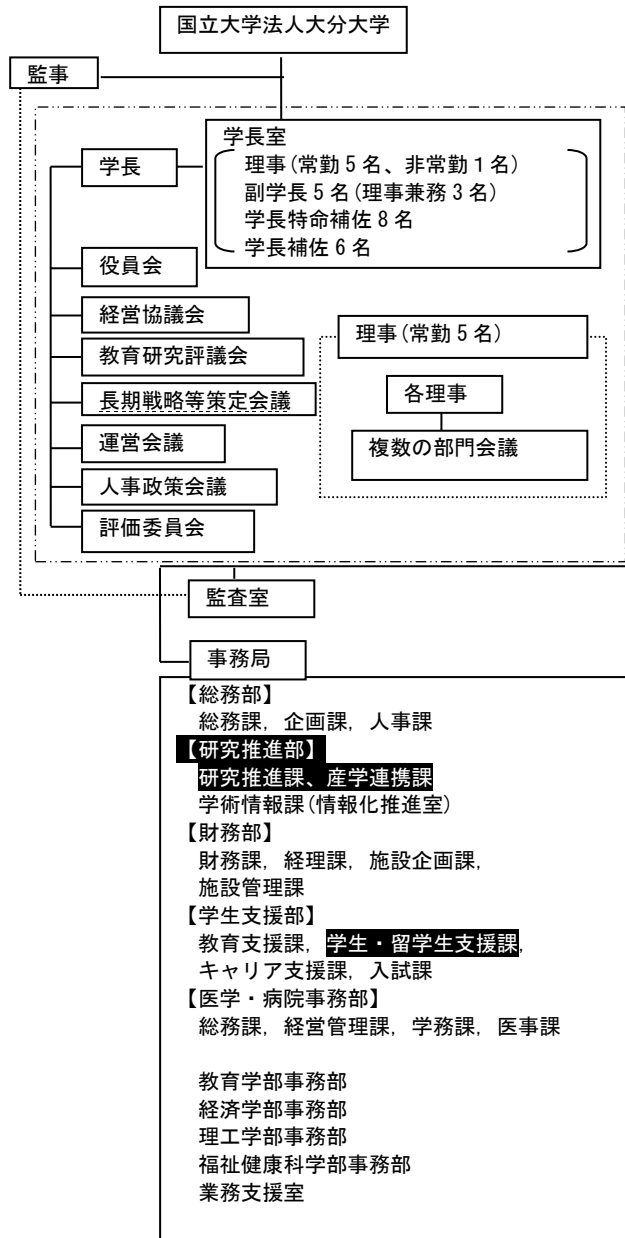 国立大学法人大分大学
監事
学長室
学長
理事(常勤5名、非常勤１名)
副学長5名(理事兼務3名)
学長特命補佐8名
学長補佐6名
役員会
経営協議会
理事(常勤5名)
教育研究評議会
長期戦略等策定会議
各理事
運営会議
複数の部門会議
人事政策会議
評価委員会
監査室
事務局
【総務部】
総務課，企画課，人事課
【研究推進部】
研究推進課、産学連携課
学術情報課(情報化推進室)
【財務部】
財務課，経理課，施設企画課，
施設管理課
【学生支援部】
教育支援課，学生・留学生支援課，
キャリア支援課，入試課
【医学・病院事務部】
総務課，経営管理課，学務課，医事課
教育学部事務部
経済学部事務部
理工学部事務部
福祉健康科学部事務部
業務支援室